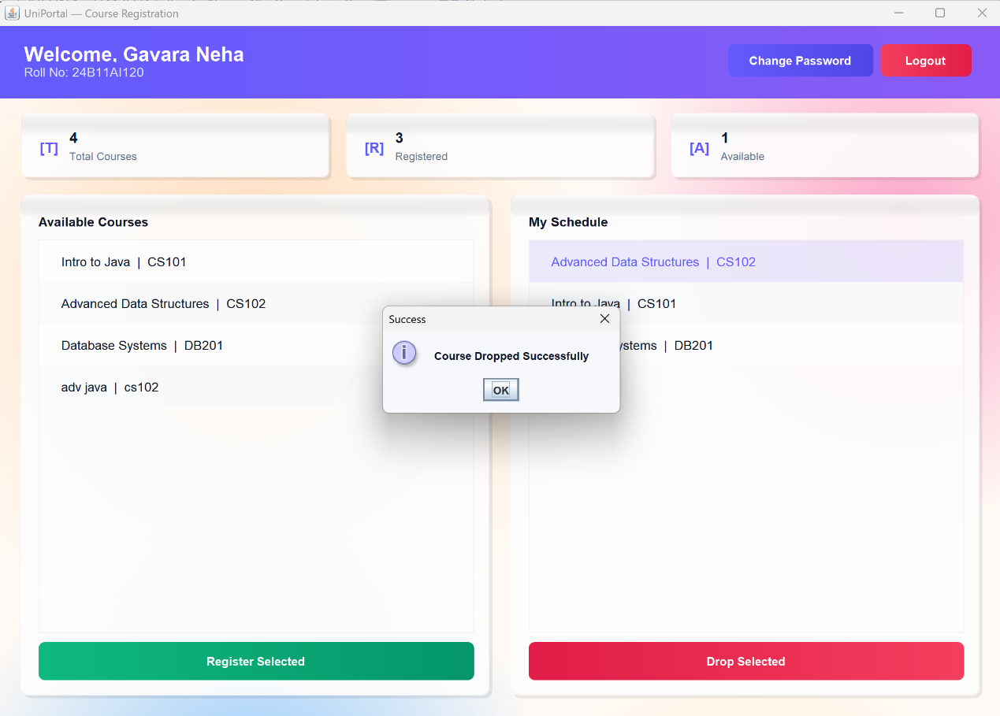 UniPortal — Course Registration
Welcome, Gavara Neha
Roll No: 24B11AI120
Change Password
Logout
[T]
4
Total Courses
[R]
3
Registered
[A]
1
Available
Available Courses
Intro to Java | CS101
Advanced Data Structures | CS102
Database Systems | DB201
adv java | cs102
Register Selected
My Schedule
Advanced Data Structures | CS102
Intro to Java | CS101
| DB201
Drop Selected
Success
i
Course Dropped Successfully
OK